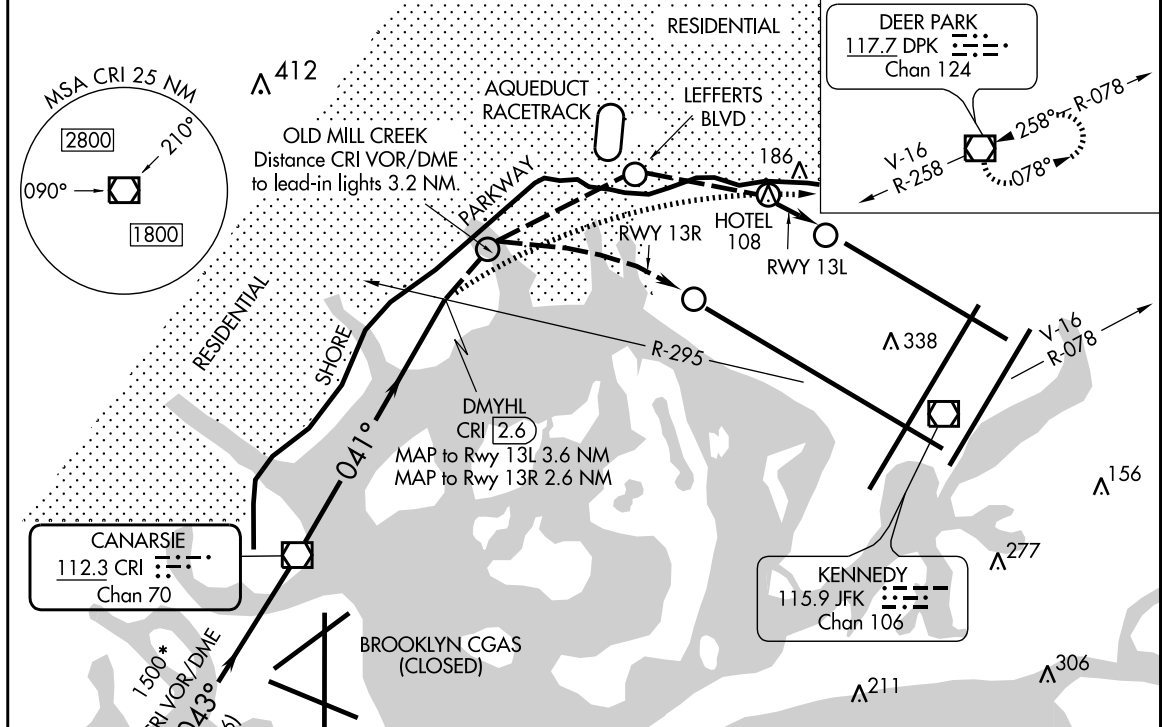 RESIDENTIAL
DEER PARK
117.7 DPK
Chan 124
258°
R-078
078°
V-16
R-258
MSA CRI 25 NM
2800
210°
090°
1800
412
AQUEDUCT
RACETRACK
LEFFERTS
BLVD
OLD MILL CREEK
Distance CRI VOR/DME
to lead-in lights 3.2 NM.
PARKWAY
186
HOTEL
108
RWY 13R
RWY 13L
RESIDENTIAL
SHORE
R-295
338
V-16
R-078
DMYHL
CRI 2.6
MAP to Rwy 13L 3.6 NM
MAP to Rwy 13R 2.6 NM
041°
156
CANARSIE
112.3 CRI
Chan 70
277
KENNEDY
115.9 JFK
Chan 106
BROOKLYN CGAS
(CLOSED)
1500*
CRI VOR/DME
043°
306
211